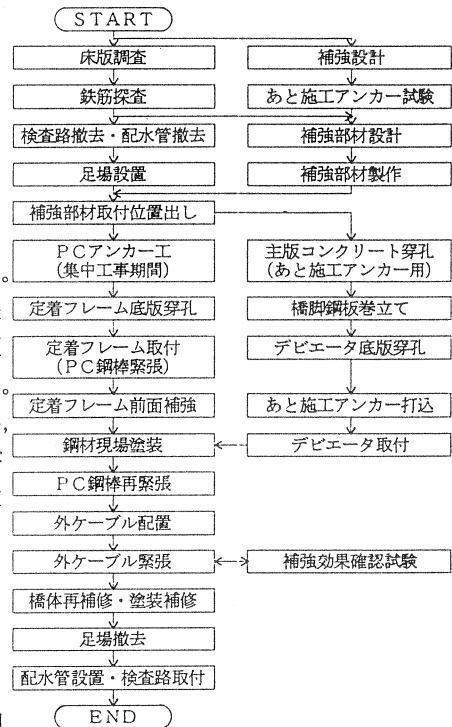 START
床版調査
補強設計
鉄筋探査
あと施工アンカー試験
検査路撤去・配水管撤去
補強部材設計
足場設置
補強部材製作
補強部材取付位置出し
PCアンカー工
(集中工事期間)
主版コンクリート穿孔
(あと施工アンカー用)
定着フレーム底版穿孔
橋脚鋼板巻立て
定着フレーム取付
(PC鋼棒緊張)
デビエータ底版穿孔
定着フレーム前面補強
あと施工アンカー打込
鋼材現場塗装
デビエータ取付
PC鋼棒再緊張
外ケーブル配置
外ケーブル緊張
補強効果確認試験
橋体再補修・塗装補修
足場撤去
配水管設置・検査路取付
END